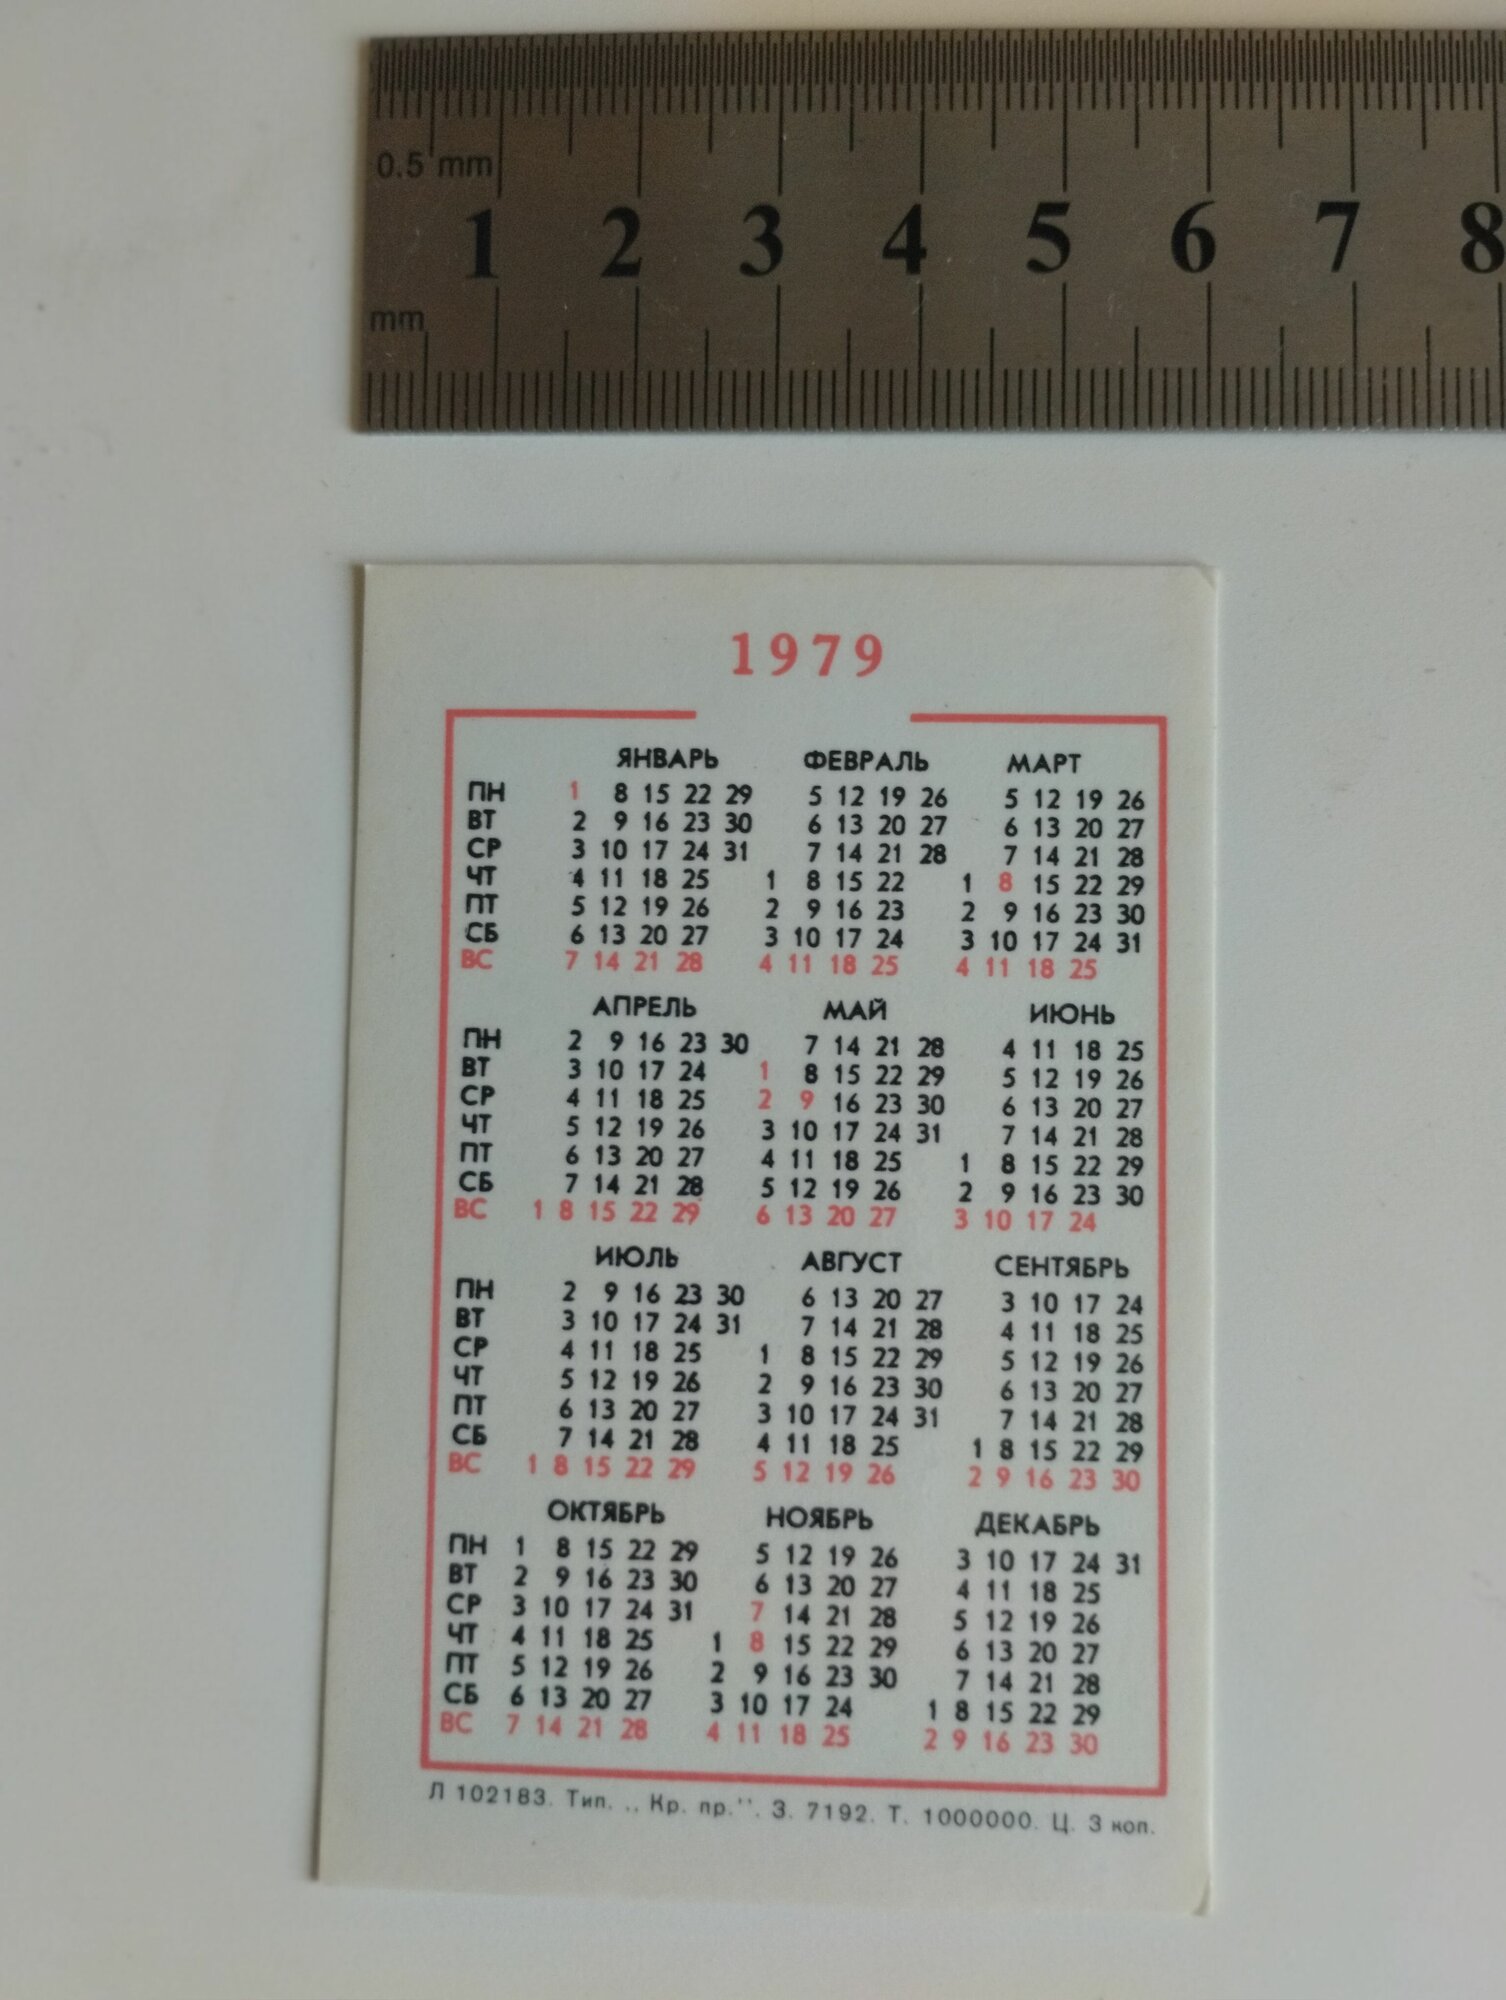 0.5 mm
1 2 3 4 5 6 7 8
mm
1979
ЯНВАРЬ ФЕВРАЛЬ МАРТ
ПН 1 8 15 22 29 5 12 19 26 5 12 19 26
ВТ 2 9 16 23 30 6 13 20 27 6 13 20 27
СР 3 10 17 24 31 7 14 21 28 7 14 21 28
ЧТ 4 11 18 25 1 8 15 22 1 8 15 22 29
ПТ 5 12 19 26 2 9 16 23 2 9 16 23 30
СБ 6 13 20 27 3 10 17 24 3 10 17 24 31
ВС 7 14 21 28 4 11 18 25 4 11 18 25
АПРЕЛЬ МАЙ ИЮНЬ
ПН 2 9 16 23 30 7 14 21 28 4 11 18 25
ВТ 3 10 17 24 1 8 15 22 29 5 12 19 26
СР 4 11 18 25 2 9 16 23 30 6 13 20 27
ЧТ 5 12 19 26 3 10 17 24 31 7 14 21 28
ПТ 6 13 20 27 4 11 18 25 1 8 15 22 29
СБ 7 14 21 28 5 12 19 26 2 9 16 23 30
ВС 1 8 15 22 29 6 13 20 27 3 10 17 24
ИЮЛЬ АВГУСТ СЕНТЯБРЬ
ПН 2 9 16 23 30 6 13 20 27 3 10 17 24
ВТ 3 10 17 24 31 7 14 21 28 4 11 18 25
СР 4 11 18 25 1 8 15 22 29 5 12 19 26
ЧТ 5 12 19 26 2 9 16 23 30 6 13 20 27
ПТ 6 13 20 27 3 10 17 24 31 7 14 21 28
СБ 7 14 21 28 4 11 18 25 1 8 15 22 29
ВС 1 8 15 22 29 5 12 19 26 2 9 16 23 30
ОКТЯБРЬ НОЯБРЬ ДЕКАБРЬ
ПН 1 8 15 22 29 5 12 19 26 3 10 17 24 31
ВТ 2 9 16 23 30 6 13 20 27 4 11 18 25
СР 3 10 17 24 31 7 14 21 28 5 12 19 26
ЧТ 4 11 18 25 1 8 15 22 29 6 13 20 27
ПТ 5 12 19 26 2 9 16 23 30 7 14 21 28
СБ 6 13 20 27 3 10 17 24 1 8 15 22 29
ВС 7 14 21 28 4 11 18 25 2 9 16 23 30
Л 102183. Тип. ,, Кр. пр.''. З. 7192. Т. 1000000. Ц. 3 коп.